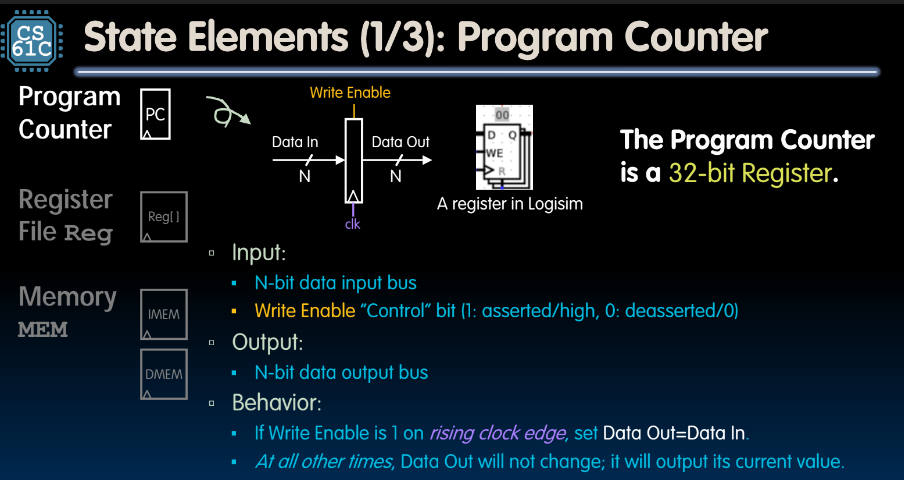 CS
61C
State Elements (1/3): Program Counter
Program
Counter
PC
Write Enable
Data In
Data Out
N
N
clk
00
D Q
WE
R
A register in Logisim
The Program Counter
is a 32-bit Register.
Register
File Reg
Reg[]
Memory
MEM
IMEM
DMEM
Input:
N-bit data input bus
Write Enable "Control" bit (1: asserted/high, 0: deasserted/0)
Output:
N-bit data output bus
Behavior:
If Write Enable is 1 on rising clock edge, set Data Out=Data In.
At all other times, Data Out will not change; it will output its current value.